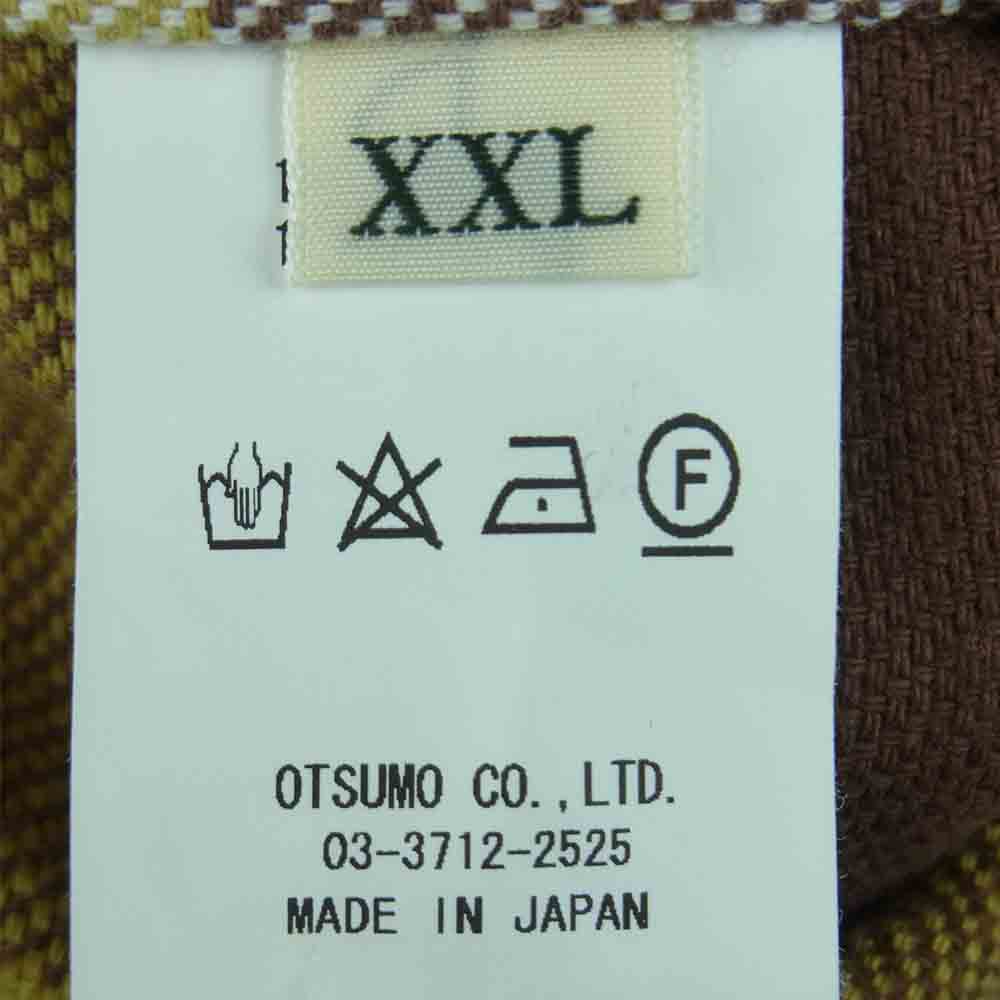 XXL
F
OTSUMO CO.,LTD.
03-3712-2525
MADE IN JAPAN